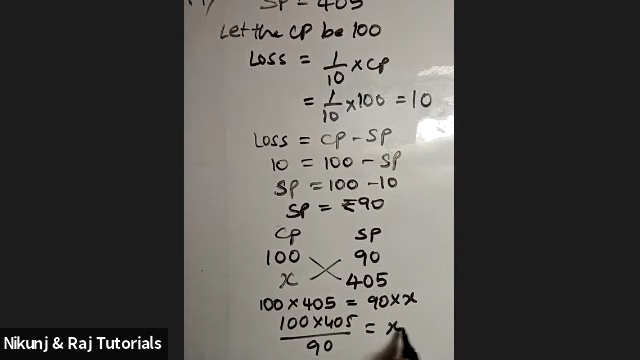 SP = 405
Let the CP be 100
Loss = 1/10 × CP
= 1/10 × 100 = 10
Loss = CP - SP
10 = 100 - SP
SP = 100 - 10
SP = ₹90
CP SP
100 90
x 405
100 × 405 = 90 × x
100 × 405 / 90 = x
Nikunj & Raj Tutorials